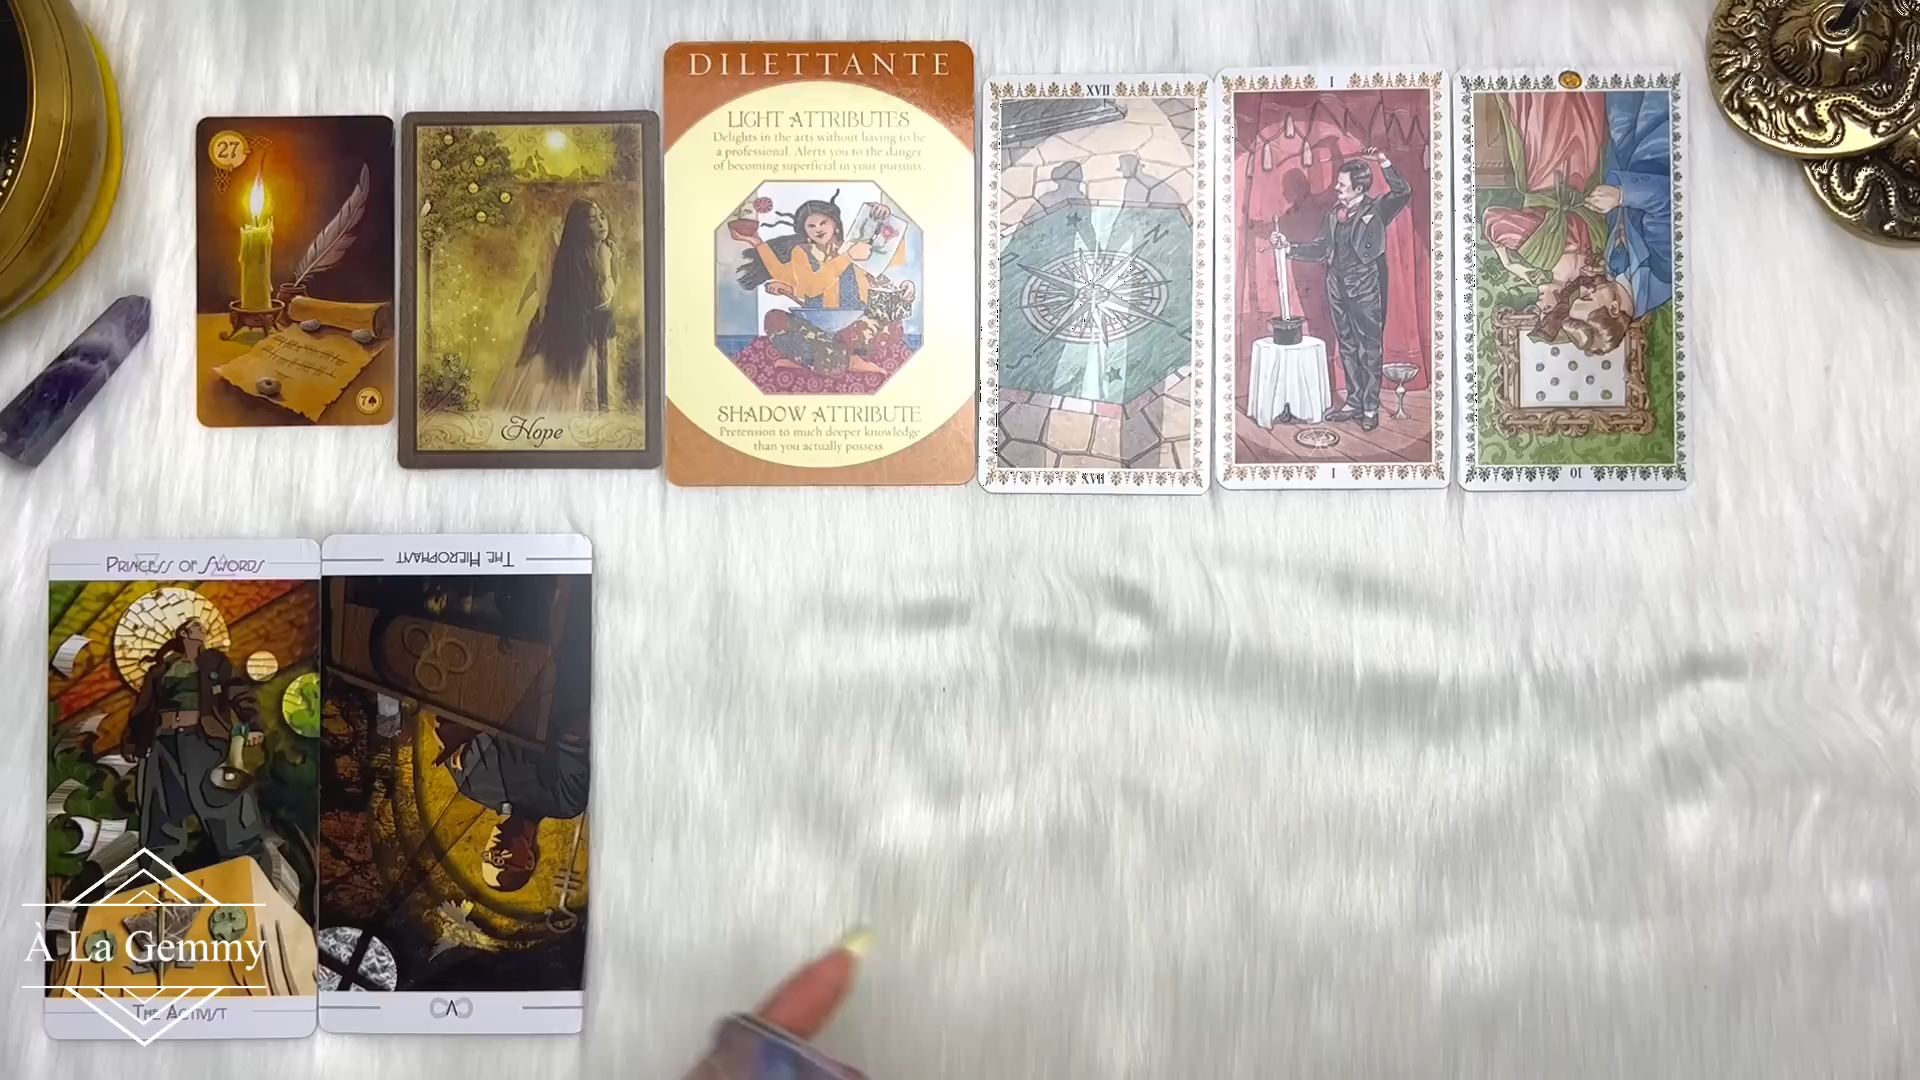 27
7
Hope
DILETTANTE
LIGHT ATTRIBUTES
Delights in the arts without having to be
a professional. Alerts you to the danger
of becoming superficial in your pursuits
SHADOW ATTRIBUTE
Pretension to much deeper knowledge
than you actually possess
XVII
N
XVII
I
I
10
PRINCESS OF SWORDS
THE ACTIVIST
THE HIEROPHANT
V
À La Gemmy